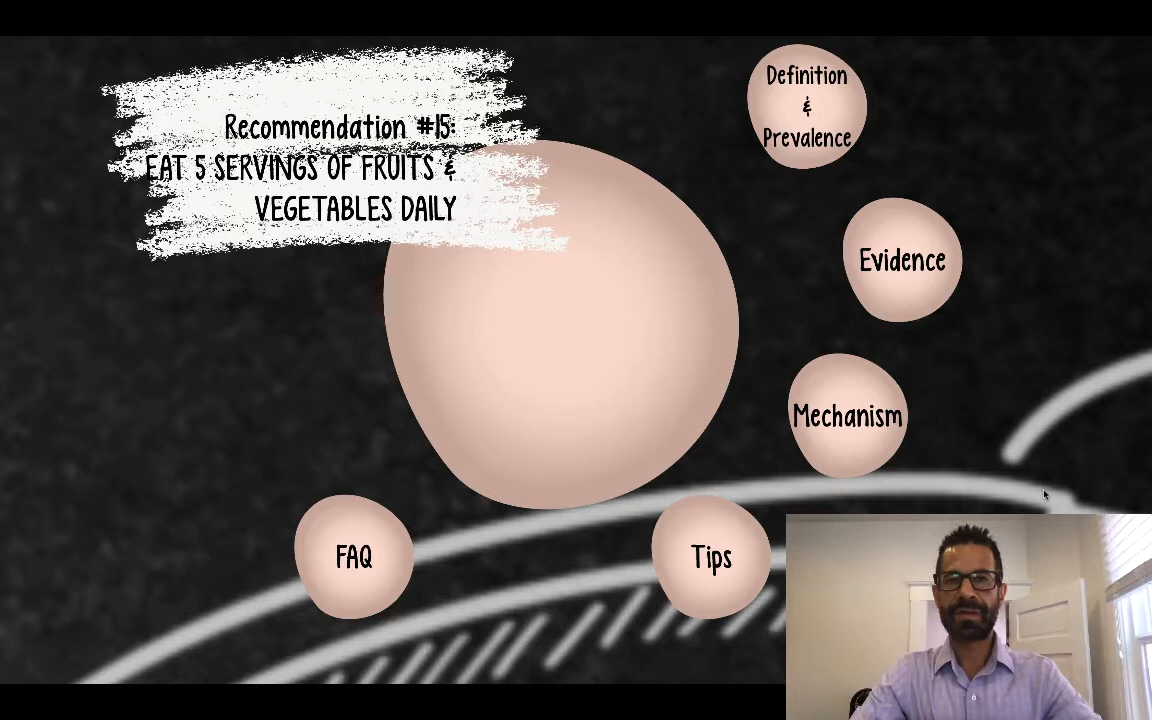 Recommendation #15:
EAT 5 SERVINGS OF FRUITS &
VEGETABLES DAILY
Definition
&
Prevalence
Evidence
Mechanism
Tips
FAQ